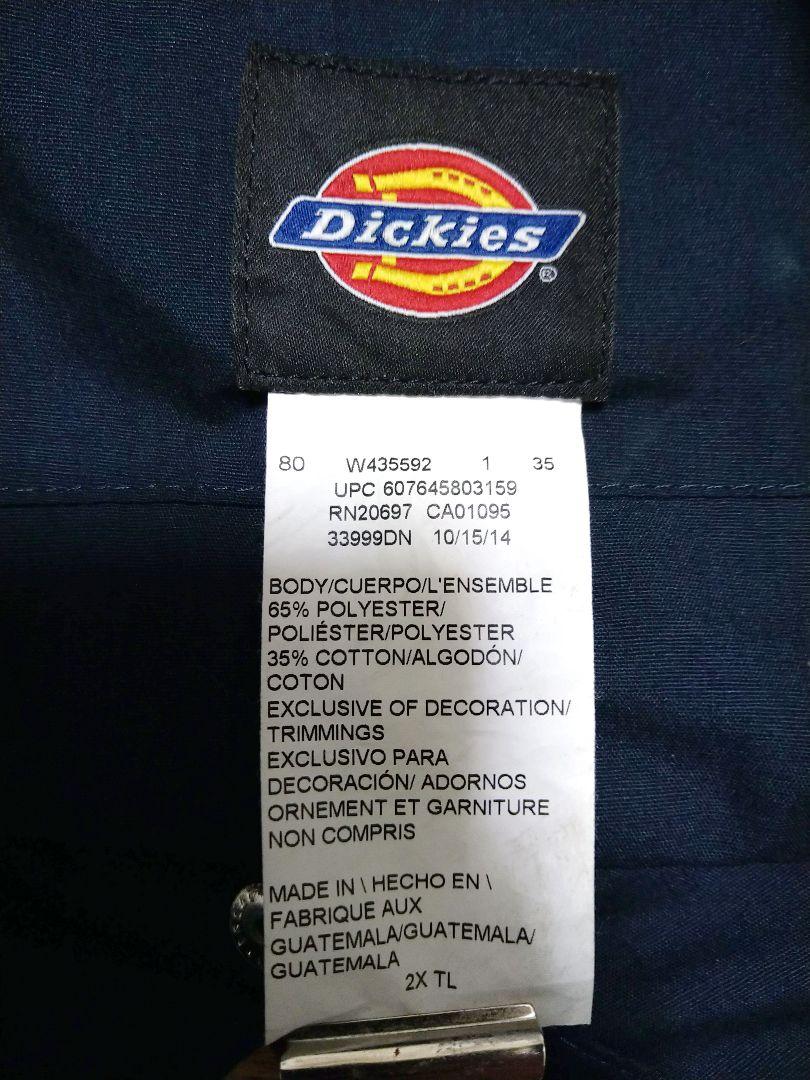 Dickies
®
80 W435592 1 35
UPC 607645803159
RN20697 CA01095
33999DN 10/15/14
BODY/CUERPO/L'ENSEMBLE
65% POLYESTER/
POLIÉSTER/POLYESTER
35% COTTON/ALGODÓN/
COTON
EXCLUSIVE OF DECORATION/
TRIMMINGS
EXCLUSIVO PARA
DECORACIÓN/ ADORNOS
ORNEMENT ET GARNITURE
NON COMPRIS
MADE IN \ HECHO EN \
FABRIQUE AUX
GUATEMALA/GUATEMALA/
GUATEMALA
2X TL